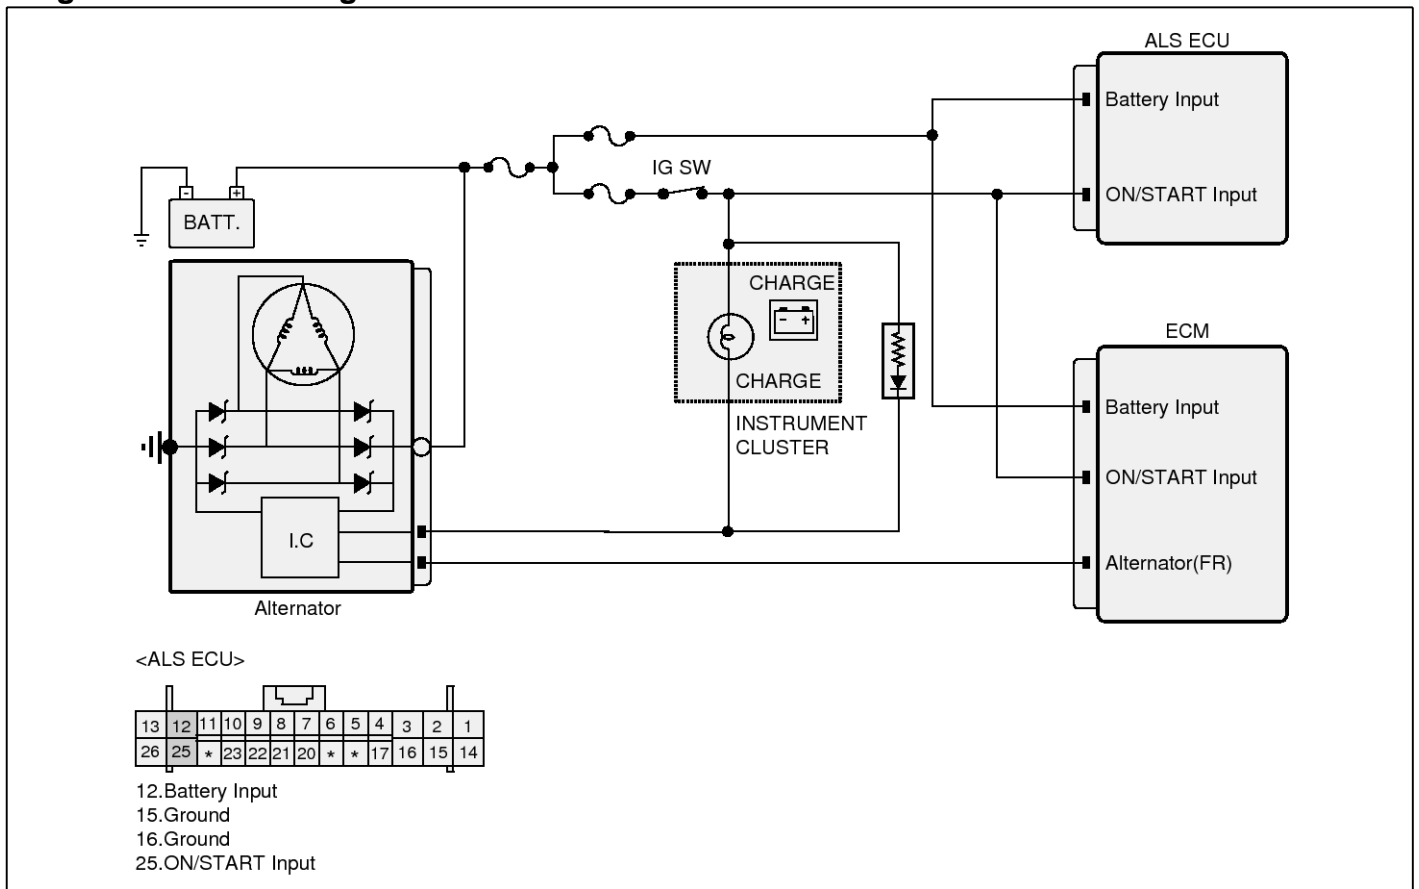 ALS ECU
Battery Input
IG SW
ON/START Input
- +
BATT.
CHARGE
- +
CHARGE
INSTRUMENT
CLUSTER
ECM
Battery Input
ON/START Input
I.C
Alternator(FR)
Alternator
<ALS ECU>
13 12 11 10 9 8 7 6 5 4 3 2 1
26 25 * 23 22 21 20 * * 17 16 15 14
12.Battery Input
15.Ground
16.Ground
25.ON/START Input